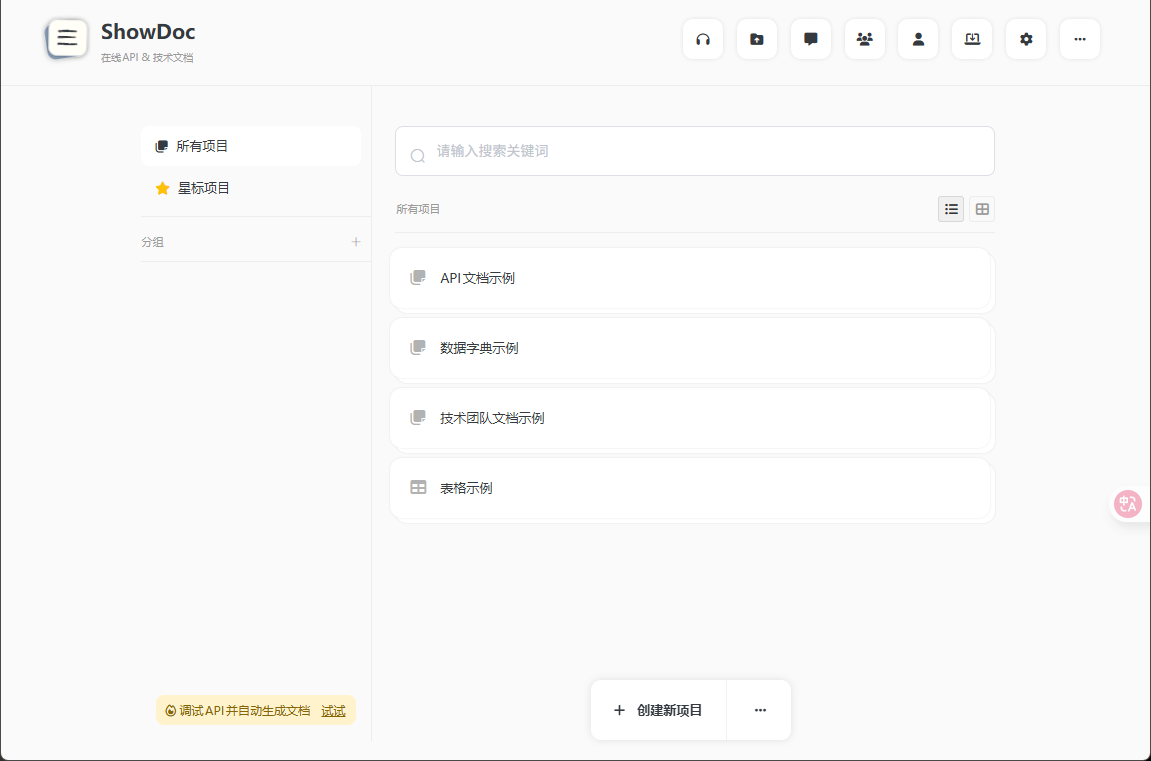 ShowDoc
在线API & 技术文档
所有项目
星标项目
分组
请输入搜索关键词
所有项目
API文档示例
数据字典示例
技术团队文档示例
表格示例
调试API并自动生成文档 试试
创建新项目
中
A